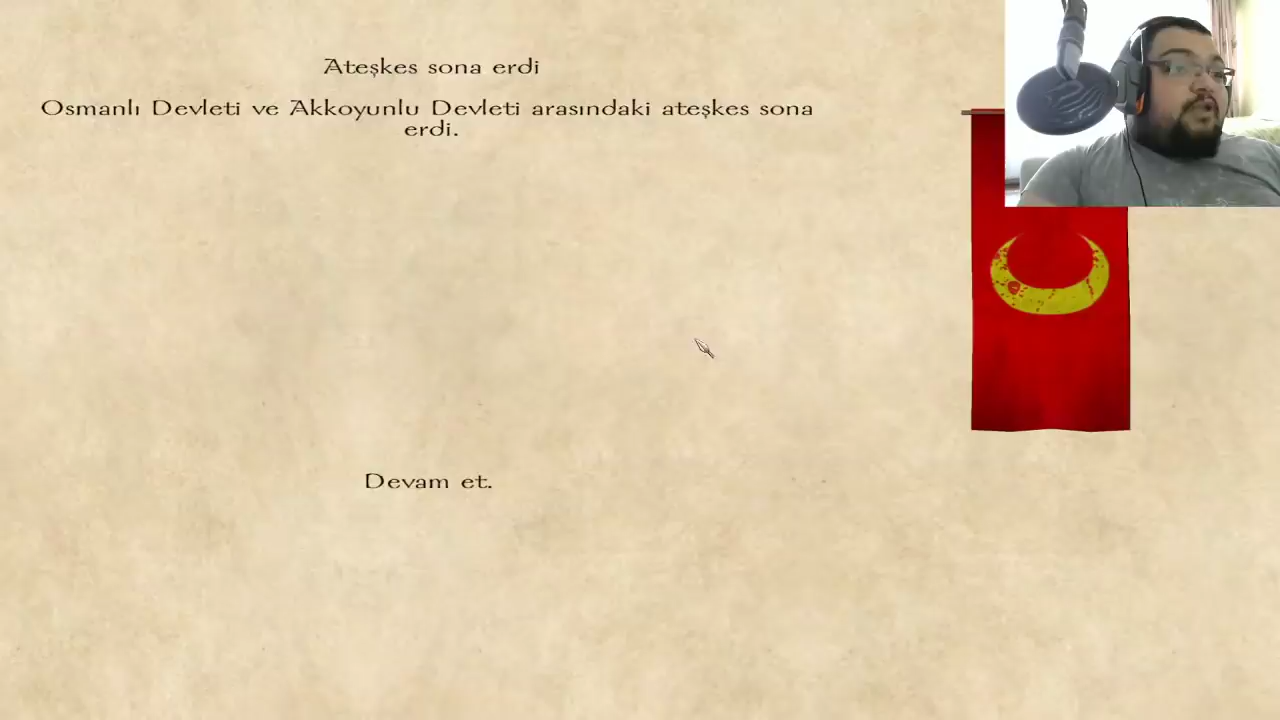 Ateşkes sona erdi
Osmanlı Devleti ve Akkoyunlu Devleti arasındaki ateşkes sona
erdi.
Devam et.